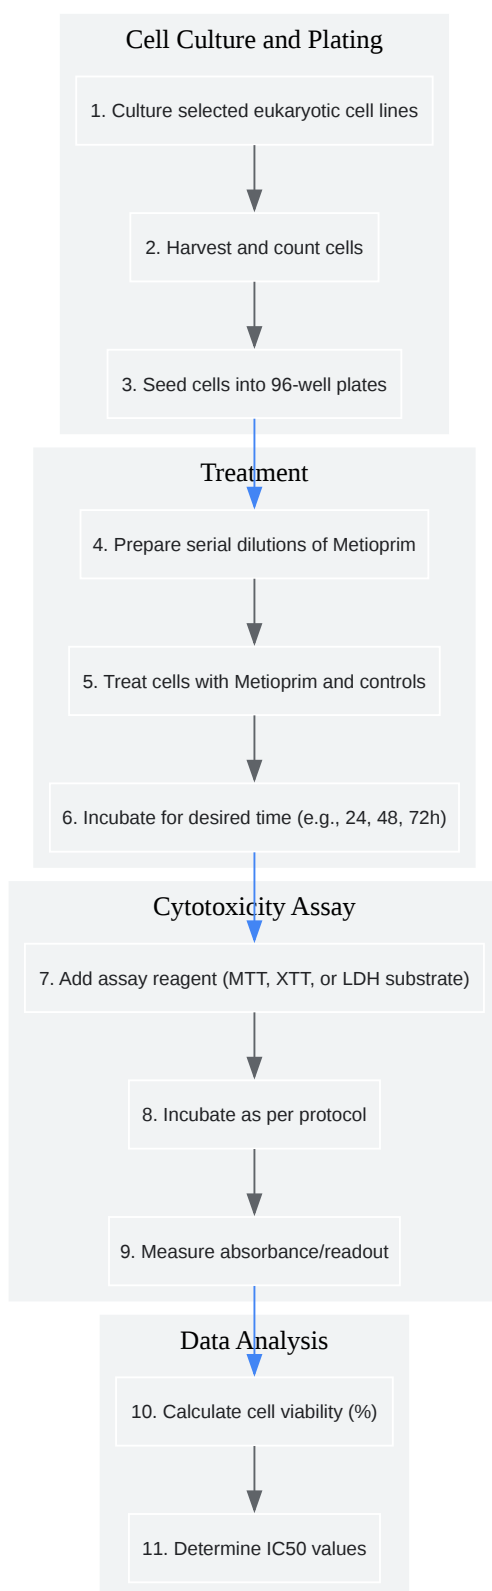 Cell Culture and Plating
1. Culture selected eukaryotic cell lines
2. Harvest and count cells
3. Seed cells into 96-well plates
Treatment
4. Prepare serial dilutions of Metioprim
5. Treat cells with Metioprim and controls
6. Incubate for desired time (e.g., 24, 48, 72h)
Cytotoxicity Assay
7. Add assay reagent (MTT, XTT, or LDH substrate)
8. Incubate as per protocol
9. Measure absorbance/readout
Data Analysis
10. Calculate cell viability (%)
11. Determine IC50 values